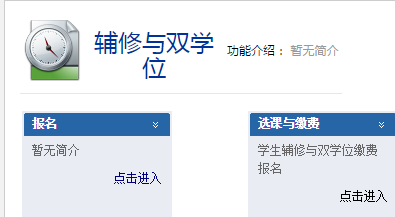 辅修与双学位
功能介绍： 暂无简介
报名
暂无简介
点击进入
选课与缴费
学生辅修与双学位缴费
报名
点击进入